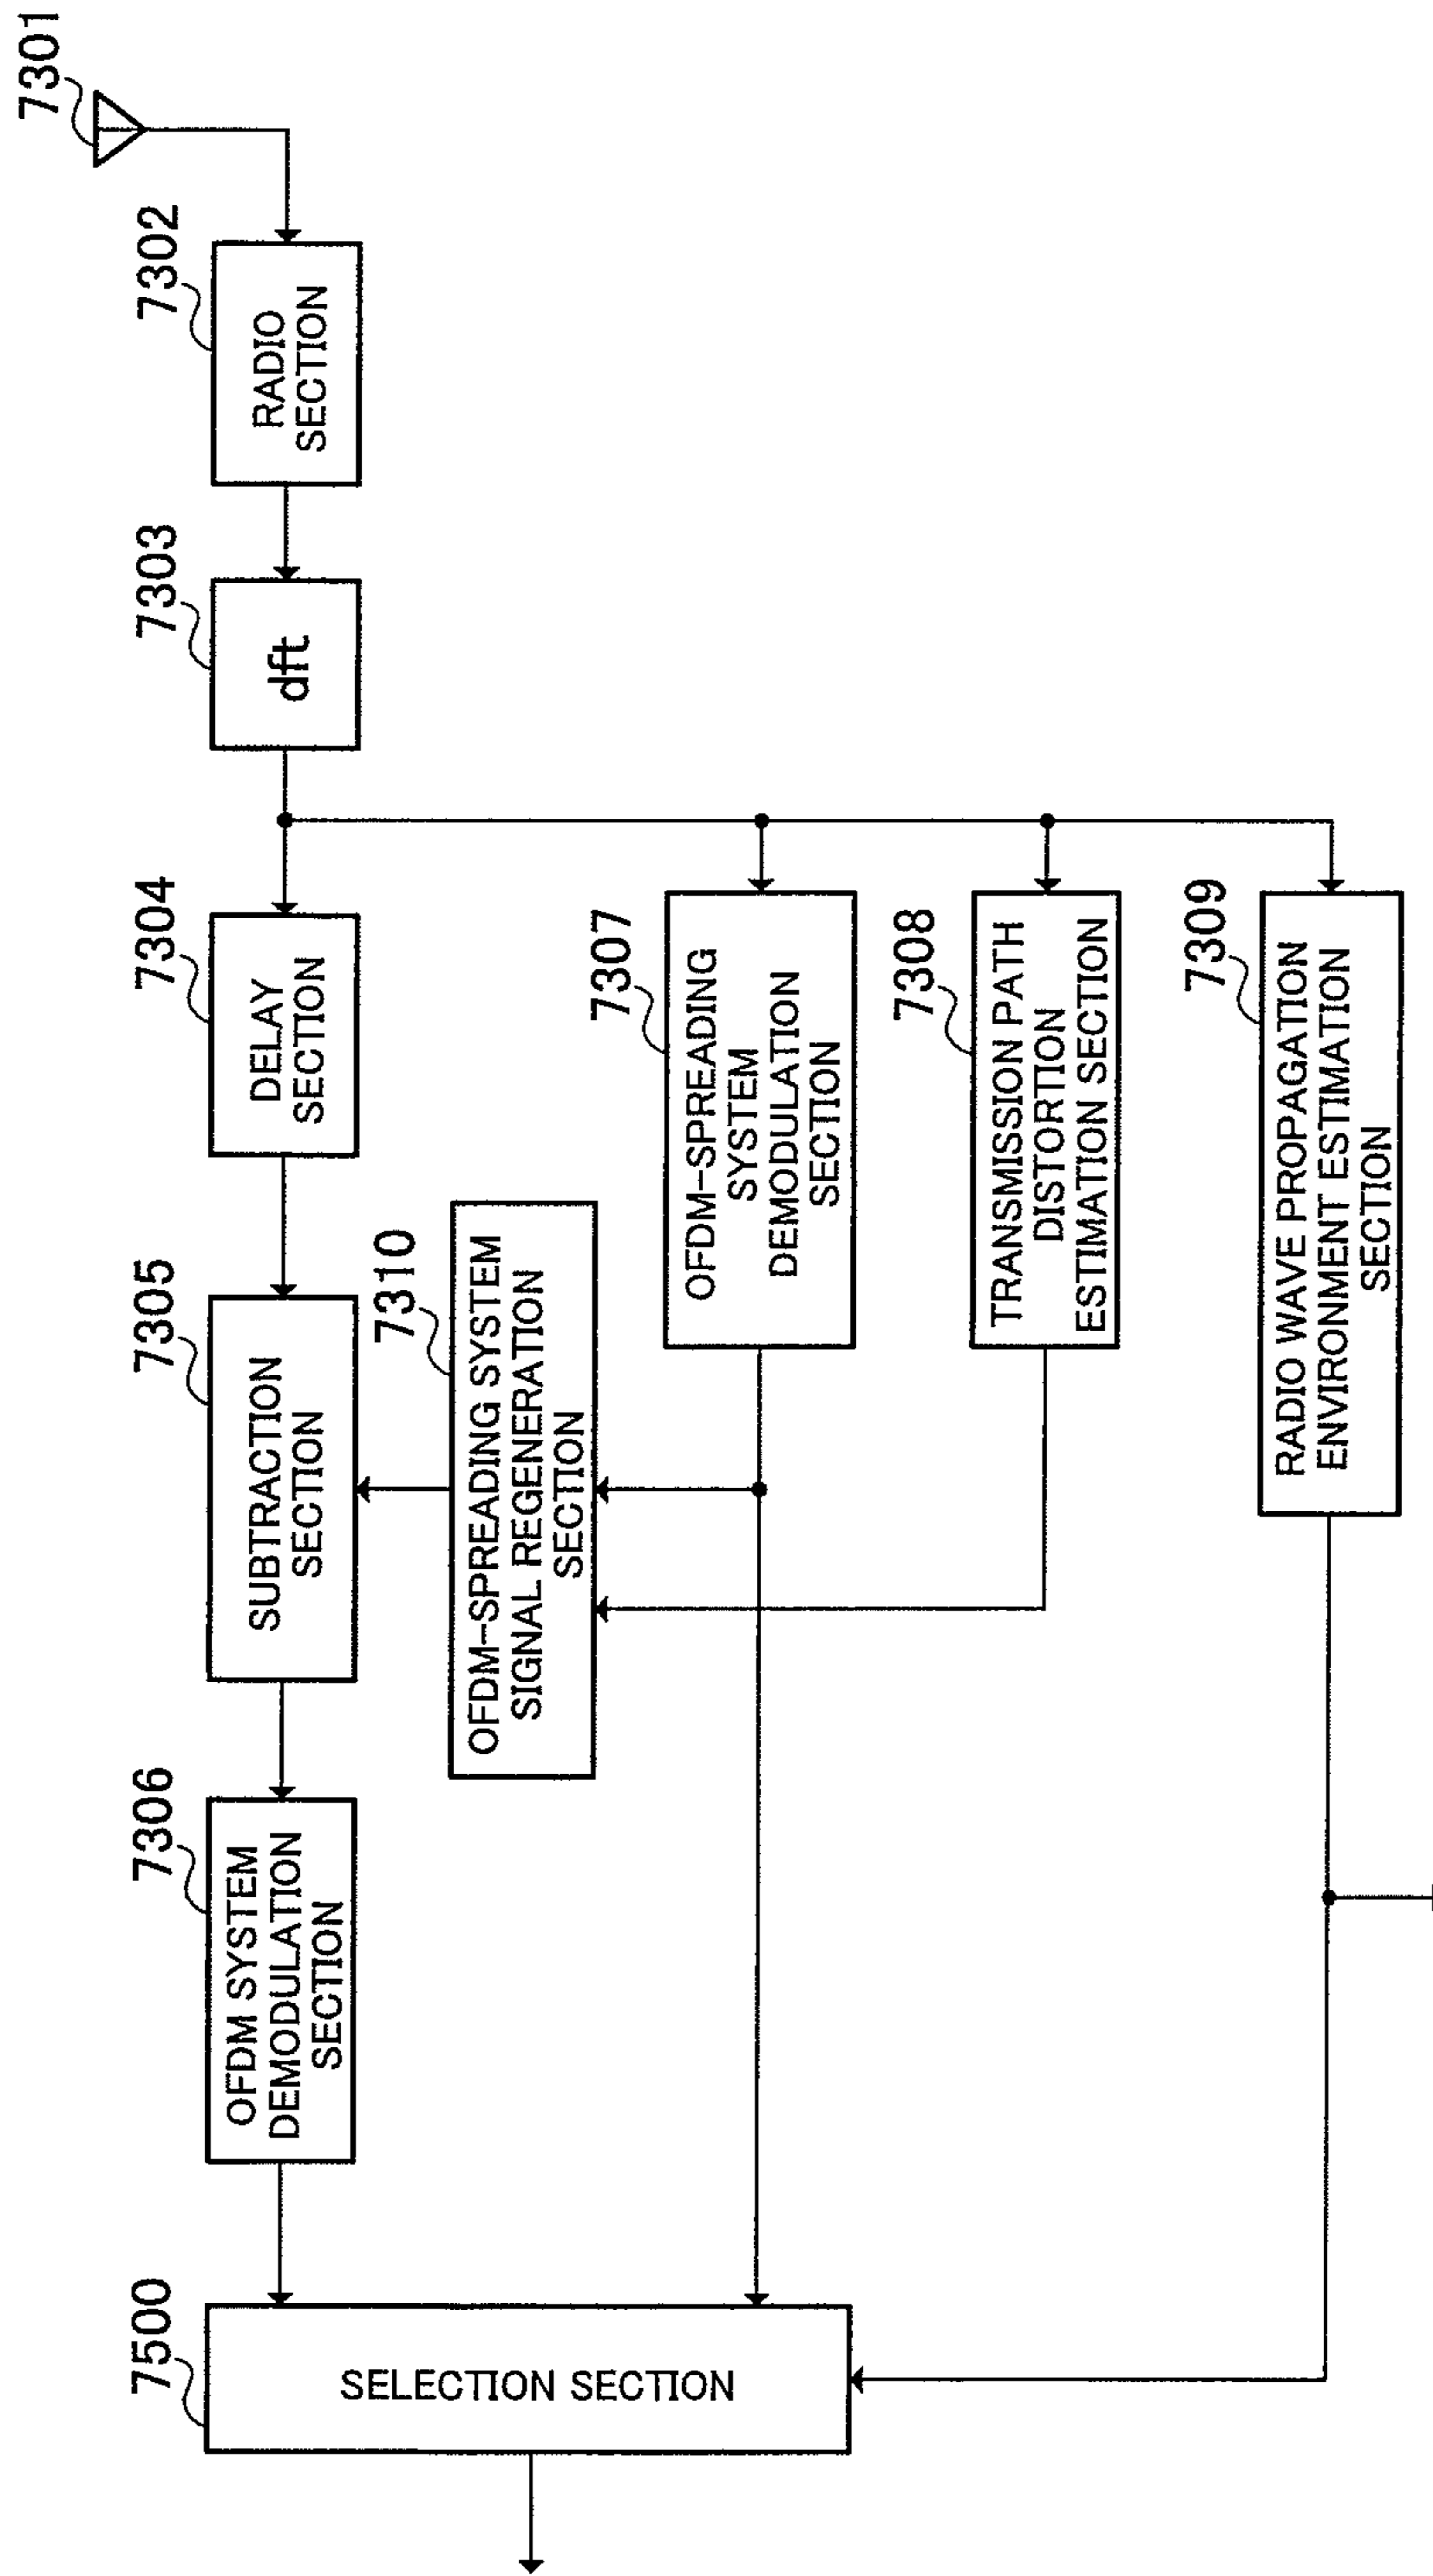 7301
7302
RADIO
SECTION
7303
dft
7304
DELAY
SECTION
7305
SUBTRACTION
SECTION
7306
OFDM SYSTEM
DEMODULATION
SECTION
7500
SELECTION SECTION
7310
OFDM-SPREADING SYSTEM
SIGNAL REGENERATION
SECTION
7307
OFDM-SPREADING
SYSTEM
DEMODULATION
SECTION
7308
TRANSMISSION PATH
DISTORTION
ESTIMATION SECTION
7309
RADIO WAVE PROPAGATION
ENVIRONMENT ESTIMATION
SECTION